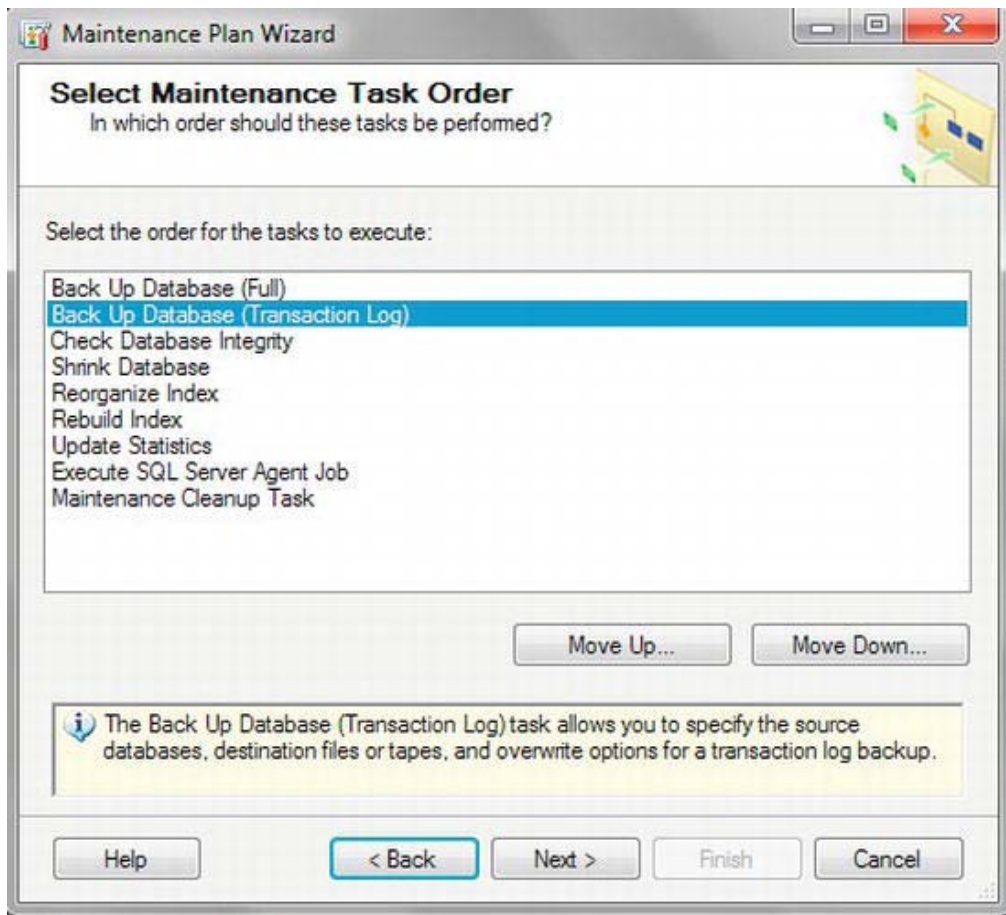 Maintenance Plan Wizard
Select Maintenance Task Order
In which order should these tasks be performed?
Select the order for the tasks to execute:
Back Up Database (Full)
Back Up Database (Transaction Log)
Check Database Integrity
Shrink Database
Reorganize Index
Rebuild Index
Update Statistics
Execute SQL Server Agent Job
Maintenance Cleanup Task
Move Up... Move Down...
The Back Up Database (Transaction Log) task allows you to specify the source
databases, destination files or tapes, and overwrite options for a transaction log backup.
Help < Back Next > Finish Cancel